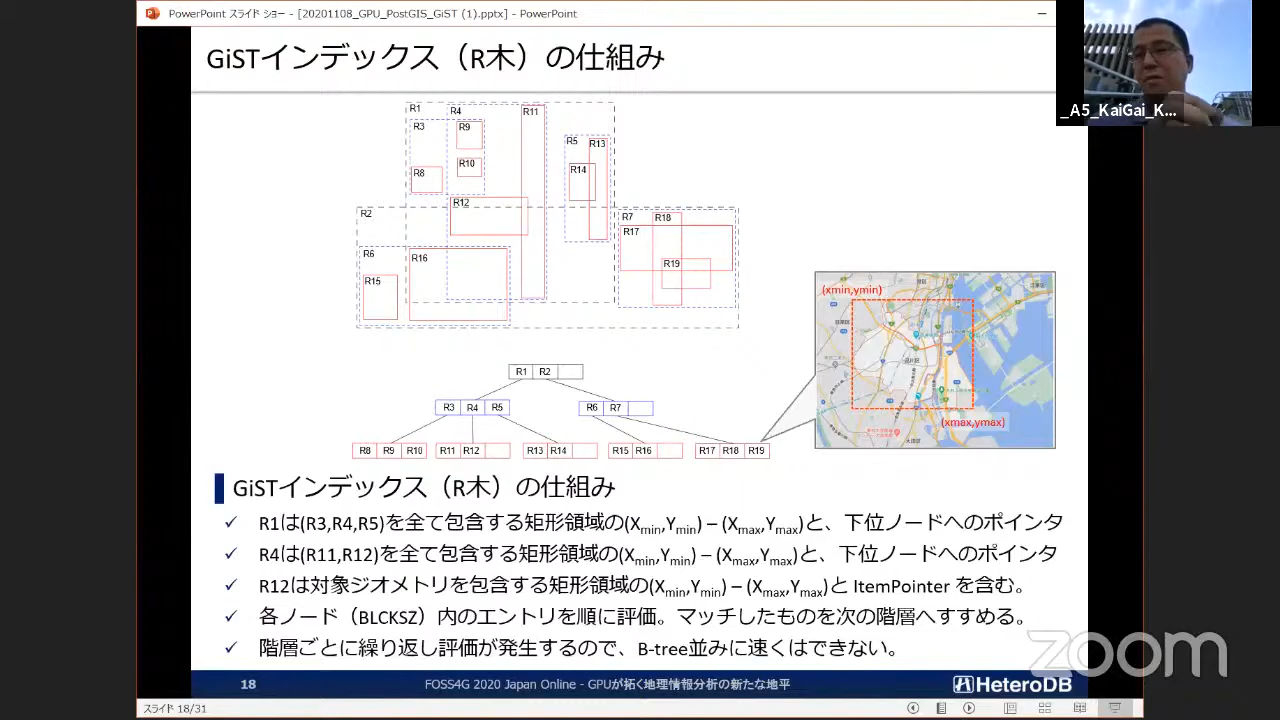 PowerPoint スライド ショー - [20201108_GPU_PostGIS_GiST (1).pptx] - PowerPoint
_A5_KaiGai_K...
GiSTインデックス（R木）の仕組み
R1
R4
R11
R3
R9
R5
R13
R10
R14
R8
R12
R2
R7
R18
R17
R6
R16
R19
R15
(xmin,ymin)
(xmax,ymax)
R1 R2
R3 R4 R5
R6 R7
R8 R9 R10
R11 R12
R13 R14
R15 R16
R17 R18 R19
GiSTインデックス（R木）の仕組み
✓ R1は(R3,R4,R5)を全て包含する矩形領域の(Xmin,Ymin) – (Xmax,Ymax)と、下位ノードへのポインタ
✓ R4は(R11,R12)を全て包含する矩形領域の(Xmin,Ymin) – (Xmax,Ymax)と、下位ノードへのポインタ
✓ R12は対象ジオメトリを包含する矩形領域の(Xmin,Ymin) – (Xmax,Ymax)と ItemPointer を含む。
✓ 各ノード（BLCKSZ）内のエントリを順に評価。マッチしたものを次の階層へすすめる。
✓ 階層ごとに繰り返し評価が発生するので、B-tree並みに速くはできない。
zoom
18
FOSS4G 2020 Japan Online - GPUが拓く地理情報分析の新たな地平
HeteroDB
スライド 18/31